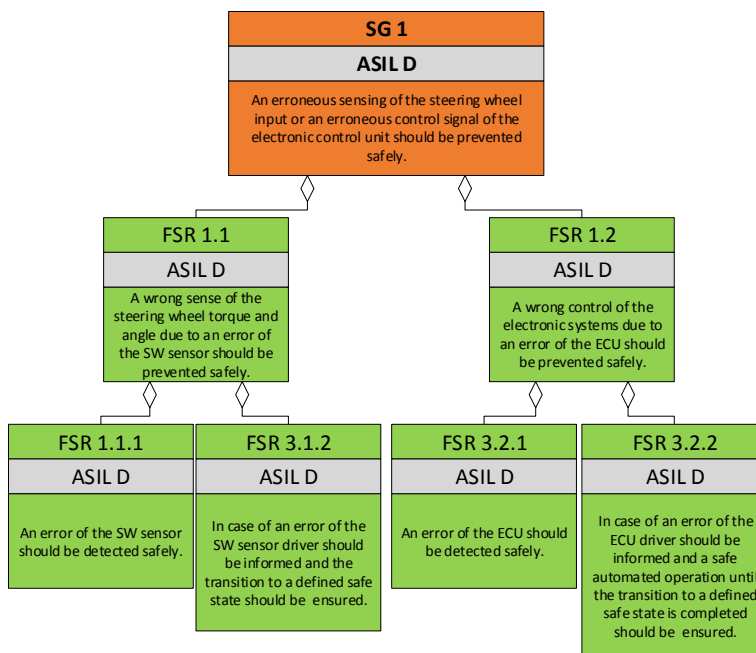 SG 1
ASIL D
An erroneous sensing of the steering wheel
input or an erroneous control signal of the
electronic control unit should be prevented
safely.
FSR 1.1
ASIL D
A wrong sense of the
steering wheel torque and
angle due to an error of
the SW sensor should be
prevented safely.
FSR 1.2
ASIL D
A wrong control of the
electronic systems due to
an error of the ECU should
be prevented safely.
FSR 1.1.1
ASIL D
An error of the SW sensor
should be detected safely.
FSR 3.1.2
ASIL D
In case of an error of the
SW sensor driver should
be informed and the
transition to a defined safe
state should be ensured.
FSR 3.2.1
ASIL D
An error of the ECU should
be detected safely.
FSR 3.2.2
ASIL D
In case of an error of the
ECU driver should be
informed and a safe
automated operation until
the transition to a defined
safe state is completed
should be ensured.